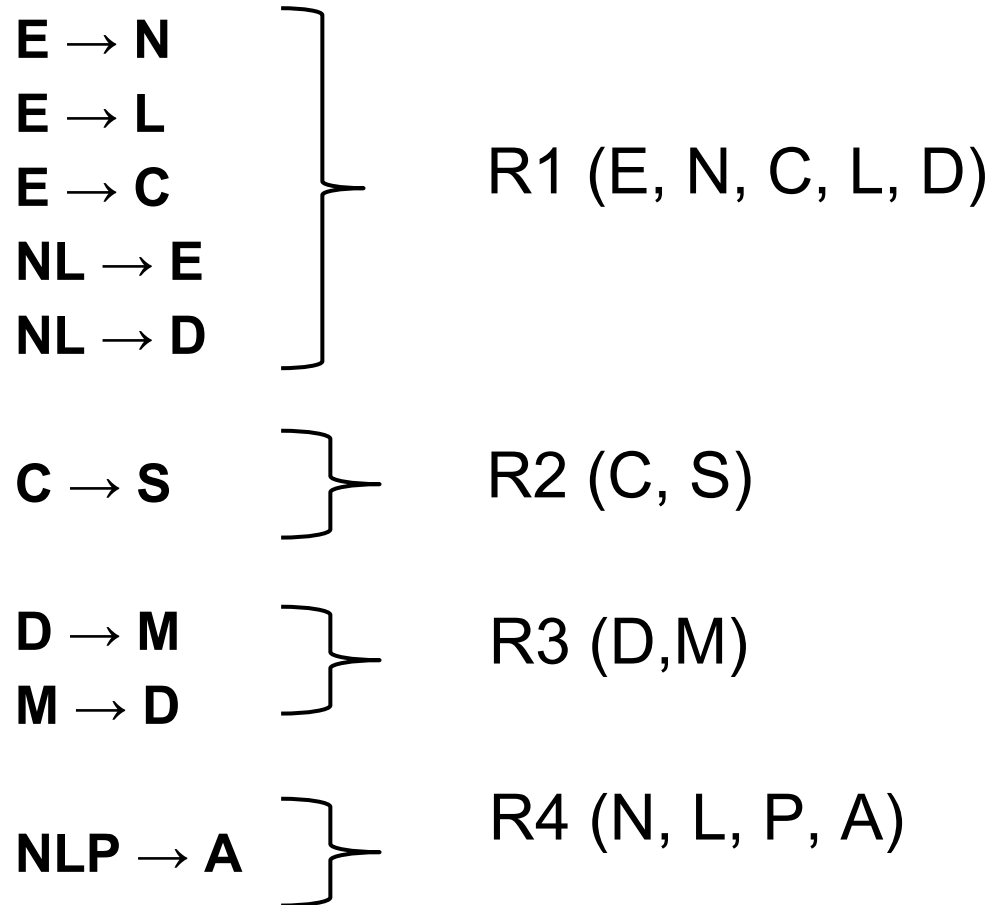 E → N
E → L
E → C
NL → E
NL → D
R1 (E, N, C, L, D)
C → S
R2 (C, S)
D → M
M → D
R3 (D,M)
NLP → A
R4 (N, L, P, A)